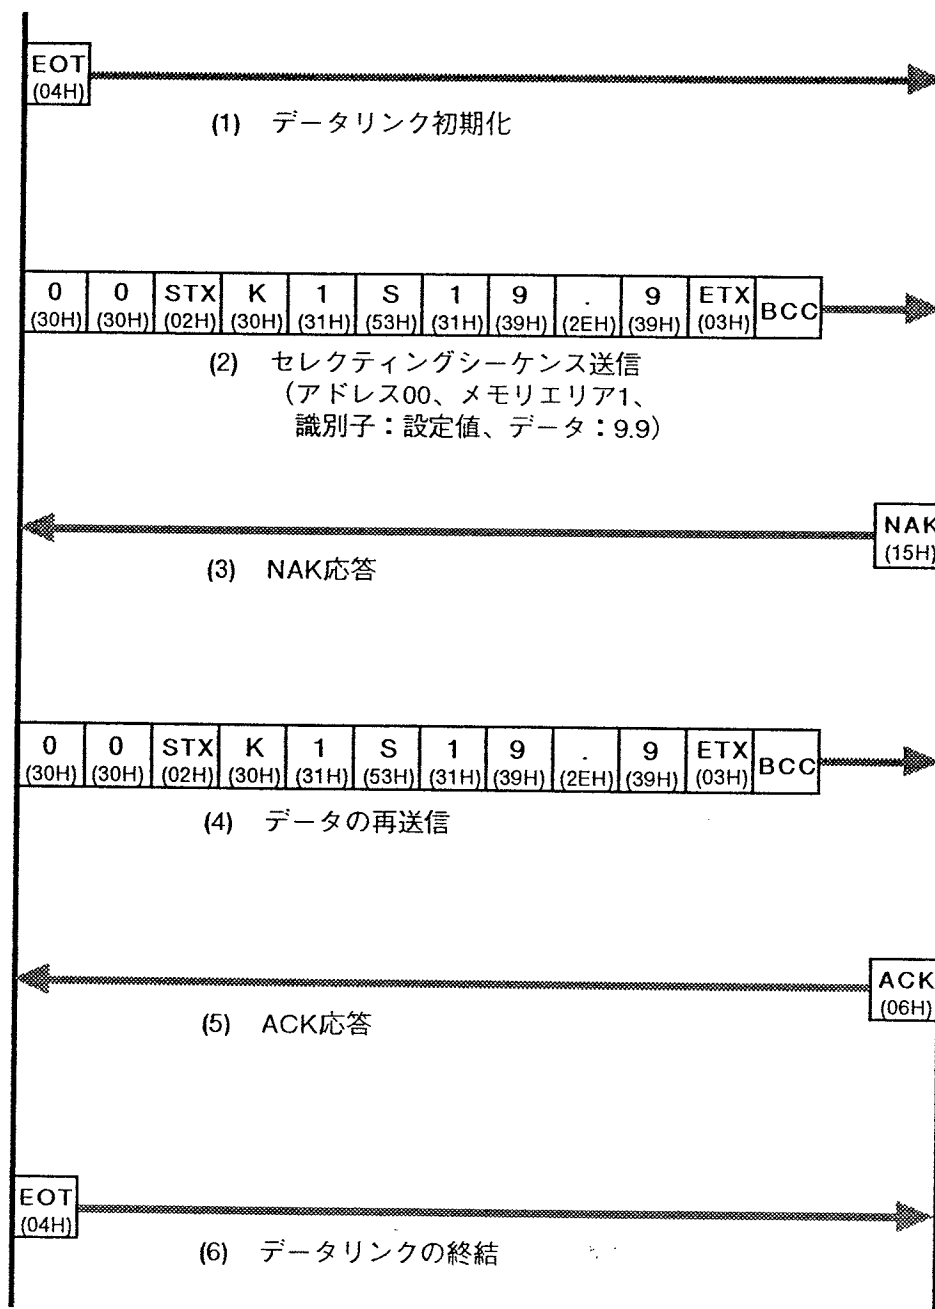 EOT
(04H)
(1) データリンク初期化
0 0 STX K 1 S 1 9 . 9 ETX BCC
(30H) (30H) (02H) (30H) (31H) (53H) (31H) (39H) (2EH) (39H) (03H)
(2) セレクティングシーケンス送信
(アドレス00、メモリエリア1、
識別子:設定値、データ:9.9)
NAK
(15H)
(3) NAK応答
0 0 STX K 1 S 1 9 . 9 ETX BCC
(30H) (30H) (02H) (30H) (31H) (53H) (31H) (39H) (2EH) (39H) (03H)
(4) データの再送信
ACK
(06H)
(5) ACK応答
EOT
(04H)
(6) データリンクの終結